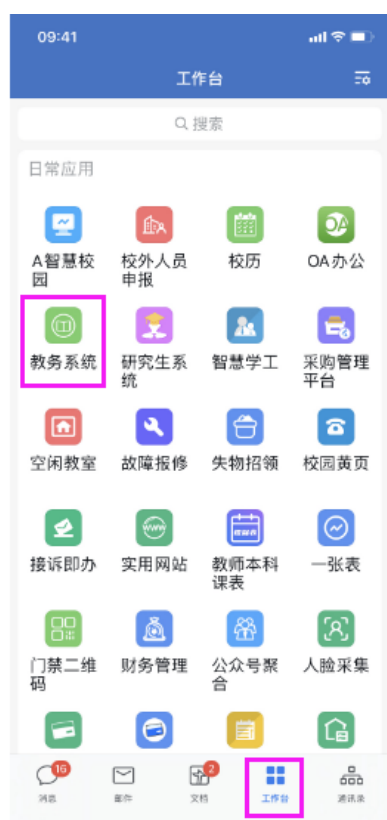 09:41
工作台
搜索
日常应用
A智慧校园
校外人员申报
校历
OA办公
教务系统
研究生系统
智慧学工
采购管理平台
空闲教室
故障报修
失物招领
校园黄页
接诉即办
实用网站
教师本科课表
一张表
门禁二维码
财务管理
公众号聚合
人脸采集
16
2
消息
邮件
文档
工作台
通讯录